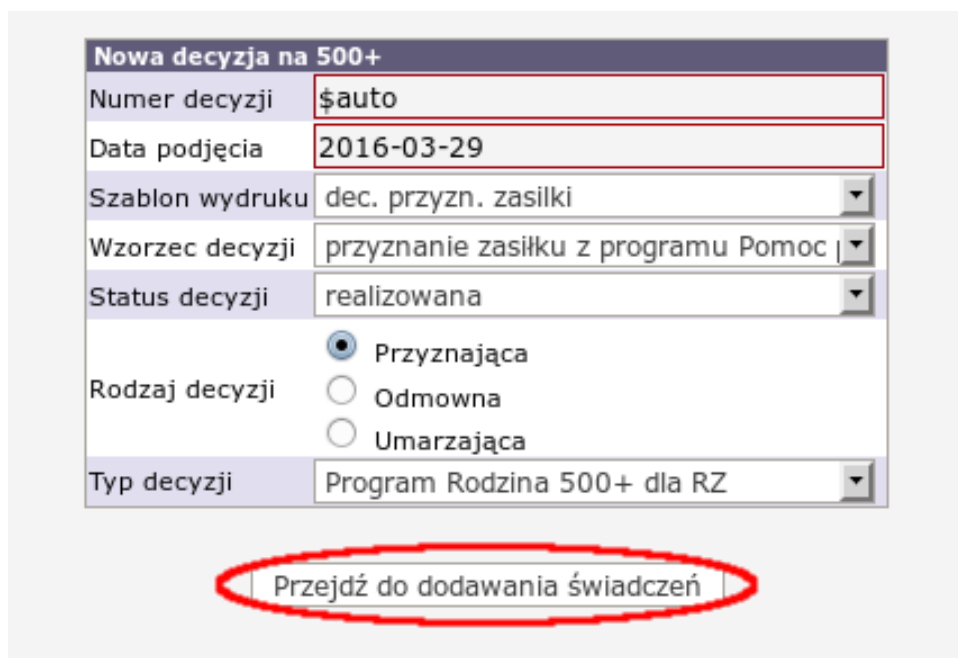 Nowa decyzja na 500+
Numer decyzji $auto
Data podjęcia 2016-03-29
Szablon wydruku dec. przyzn. zasilki
Wzorzec decyzji przyznanie zasiłku z programu Pomoc
Status decyzji realizowana
Rodzaj decyzji
Przyznająca
Odmowna
Umarzająca
Typ decyzji Program Rodzina 500+ dla RZ
Przejdź do dodawania świadczeń